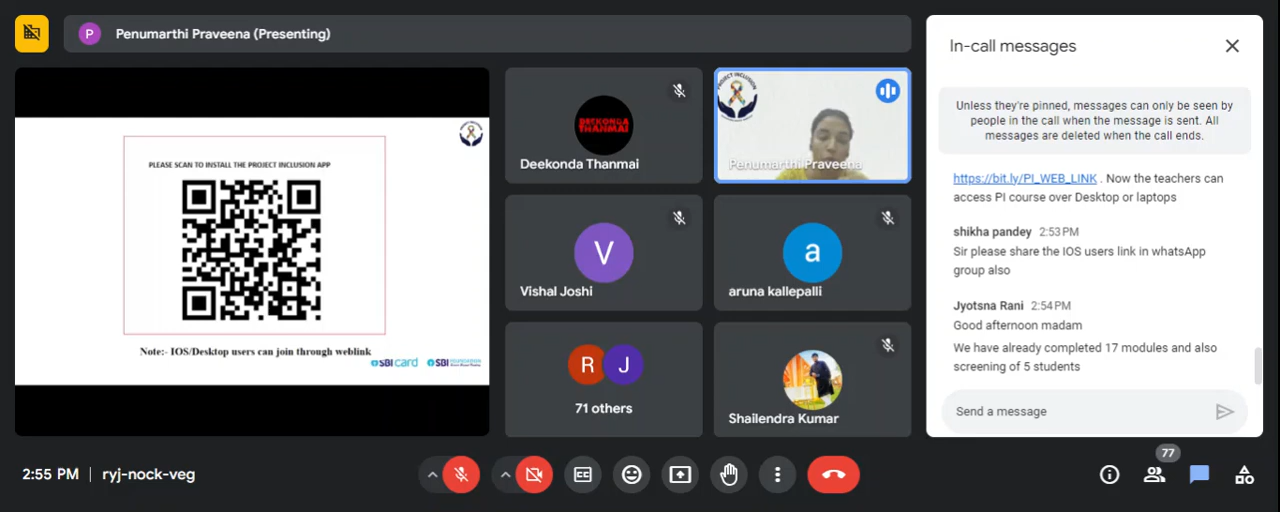 P
Penumarthi Praveena (Presenting)
PLEASE SCAN TO INSTALL THE PROJECT INCLUSION APP
Note:- IOS/Desktop users can join through weblink
SBI card
SBI
DEEKONDA
THANMAI
Deekonda Thanmai
PROJECT INCLUSION
Penumarthi Praveena
V
Vishal Joshi
a
aruna kallepalli
R J
71 others
Shailendra Kumar
In-call messages
Unless they're pinned, messages can only be seen by
people in the call when the message is sent. All
messages are deleted when the call ends.
https://bit.ly/PI_WEB_LINK . Now the teachers can
access PI course over Desktop or laptops
shikha pandey 2:53 PM
Sir please share the IOS users link in whatsApp
group also
Jyotsna Rani 2:54 PM
Good afternoon madam
We have already completed 17 modules and also
screening of 5 students
Send a message
2:55 PM | ryj-nock-veg
77